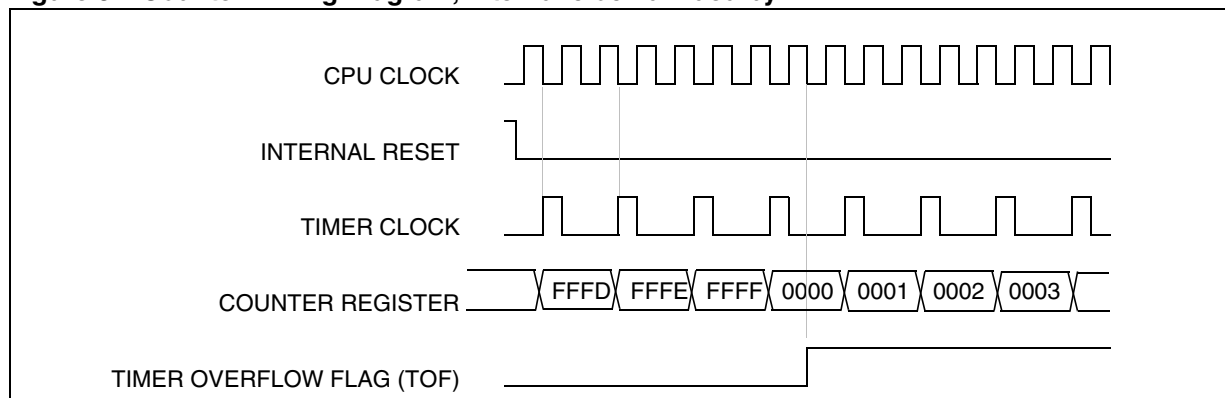 CPU CLOCK
INTERNAL RESET
TIMER CLOCK
FFFD FFFE FFFF 0000 0001 0002 0003
COUNTER REGISTER
TIMER OVERFLOW FLAG (TOF)